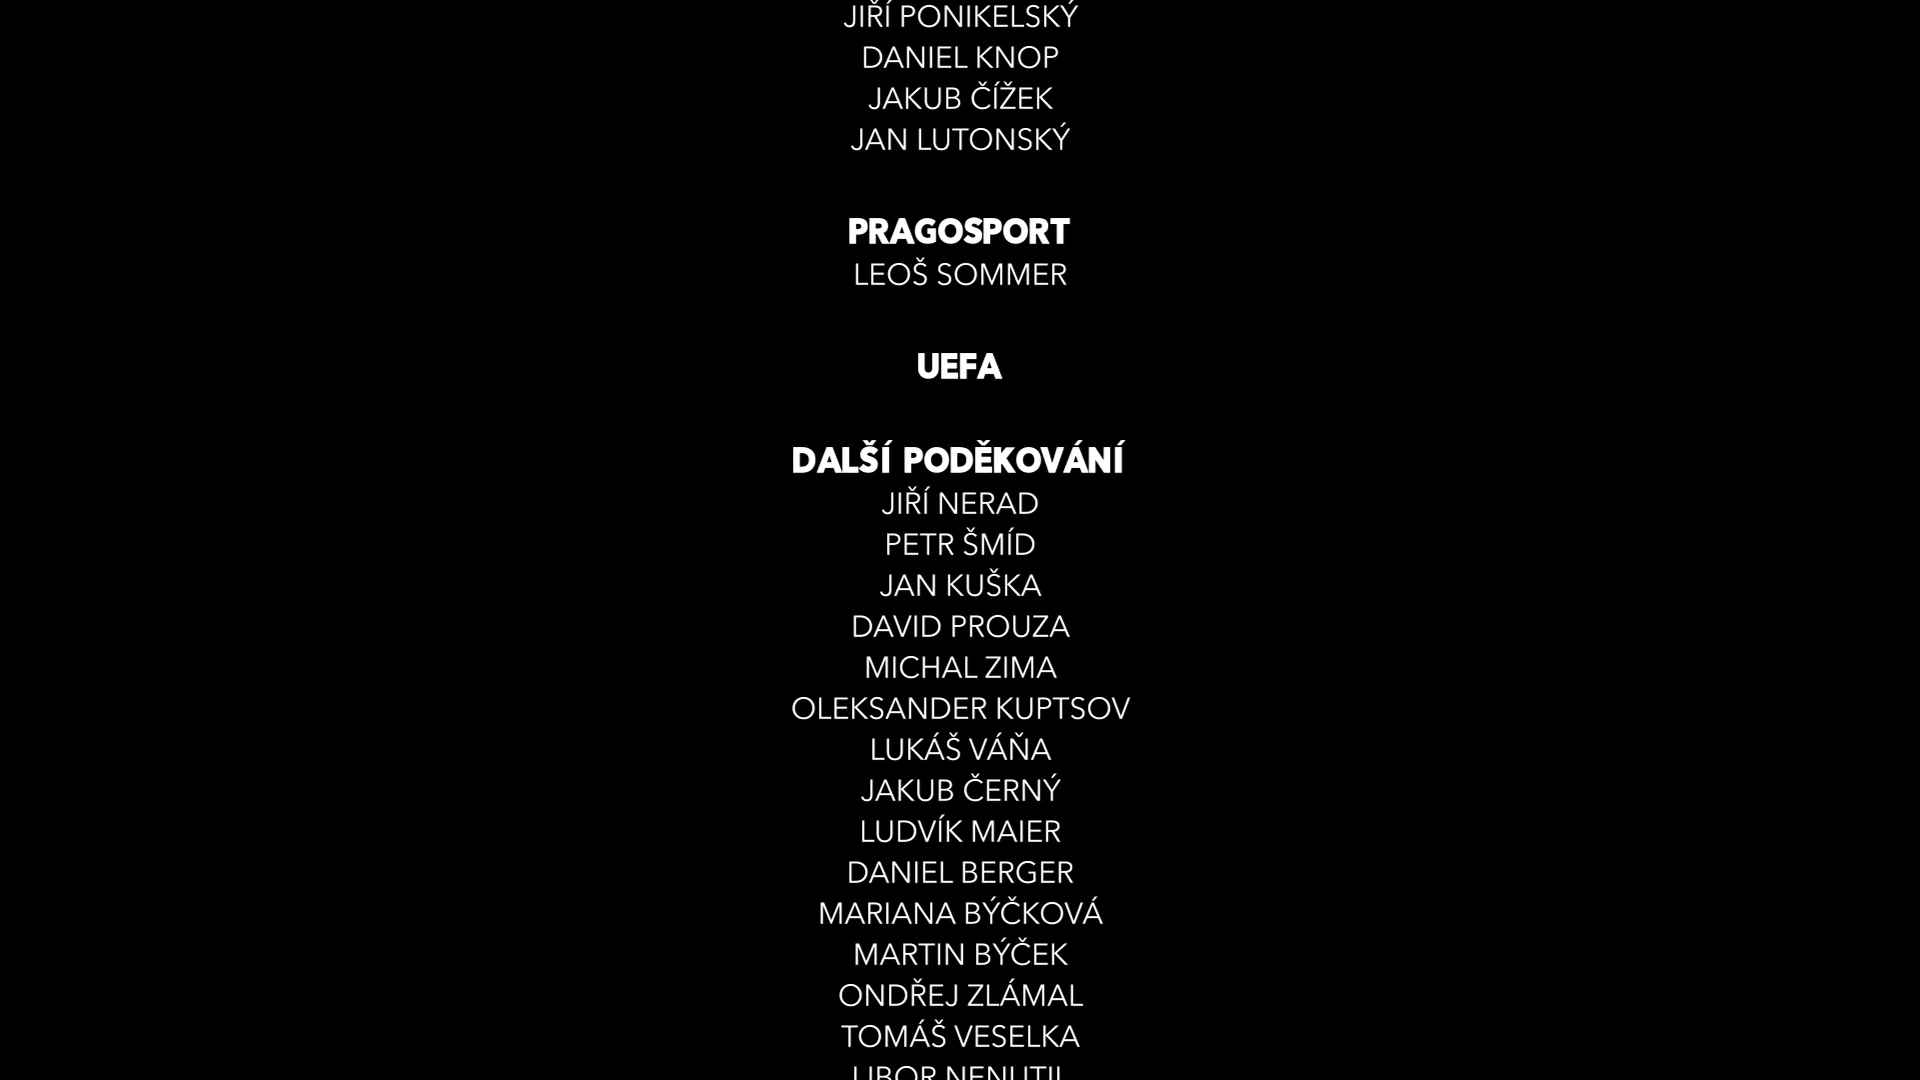 JIŘÍ PONIKELSKÝ
DANIEL KNOP
JAKUB ČÍŽEK
JAN LUTONSKÝ
PRAGOSPORT
LEOŠ SOMMER
UEFA
DALŠÍ PODĚKOVÁNÍ
JIŘÍ NERAD
PETR ŠMÍD
JAN KUŠKA
DAVID PROUZA
MICHAL ZIMA
OLEKSANDER KUPTSOV
LUKÁŠ VÁŇA
JAKUB ČERNÝ
LUDVÍK MAIER
DANIEL BERGER
MARIANA BÝČKOVÁ
MARTIN BÝČEK
ONDŘEJ ZLÁMAL
TOMÁŠ VESELKA